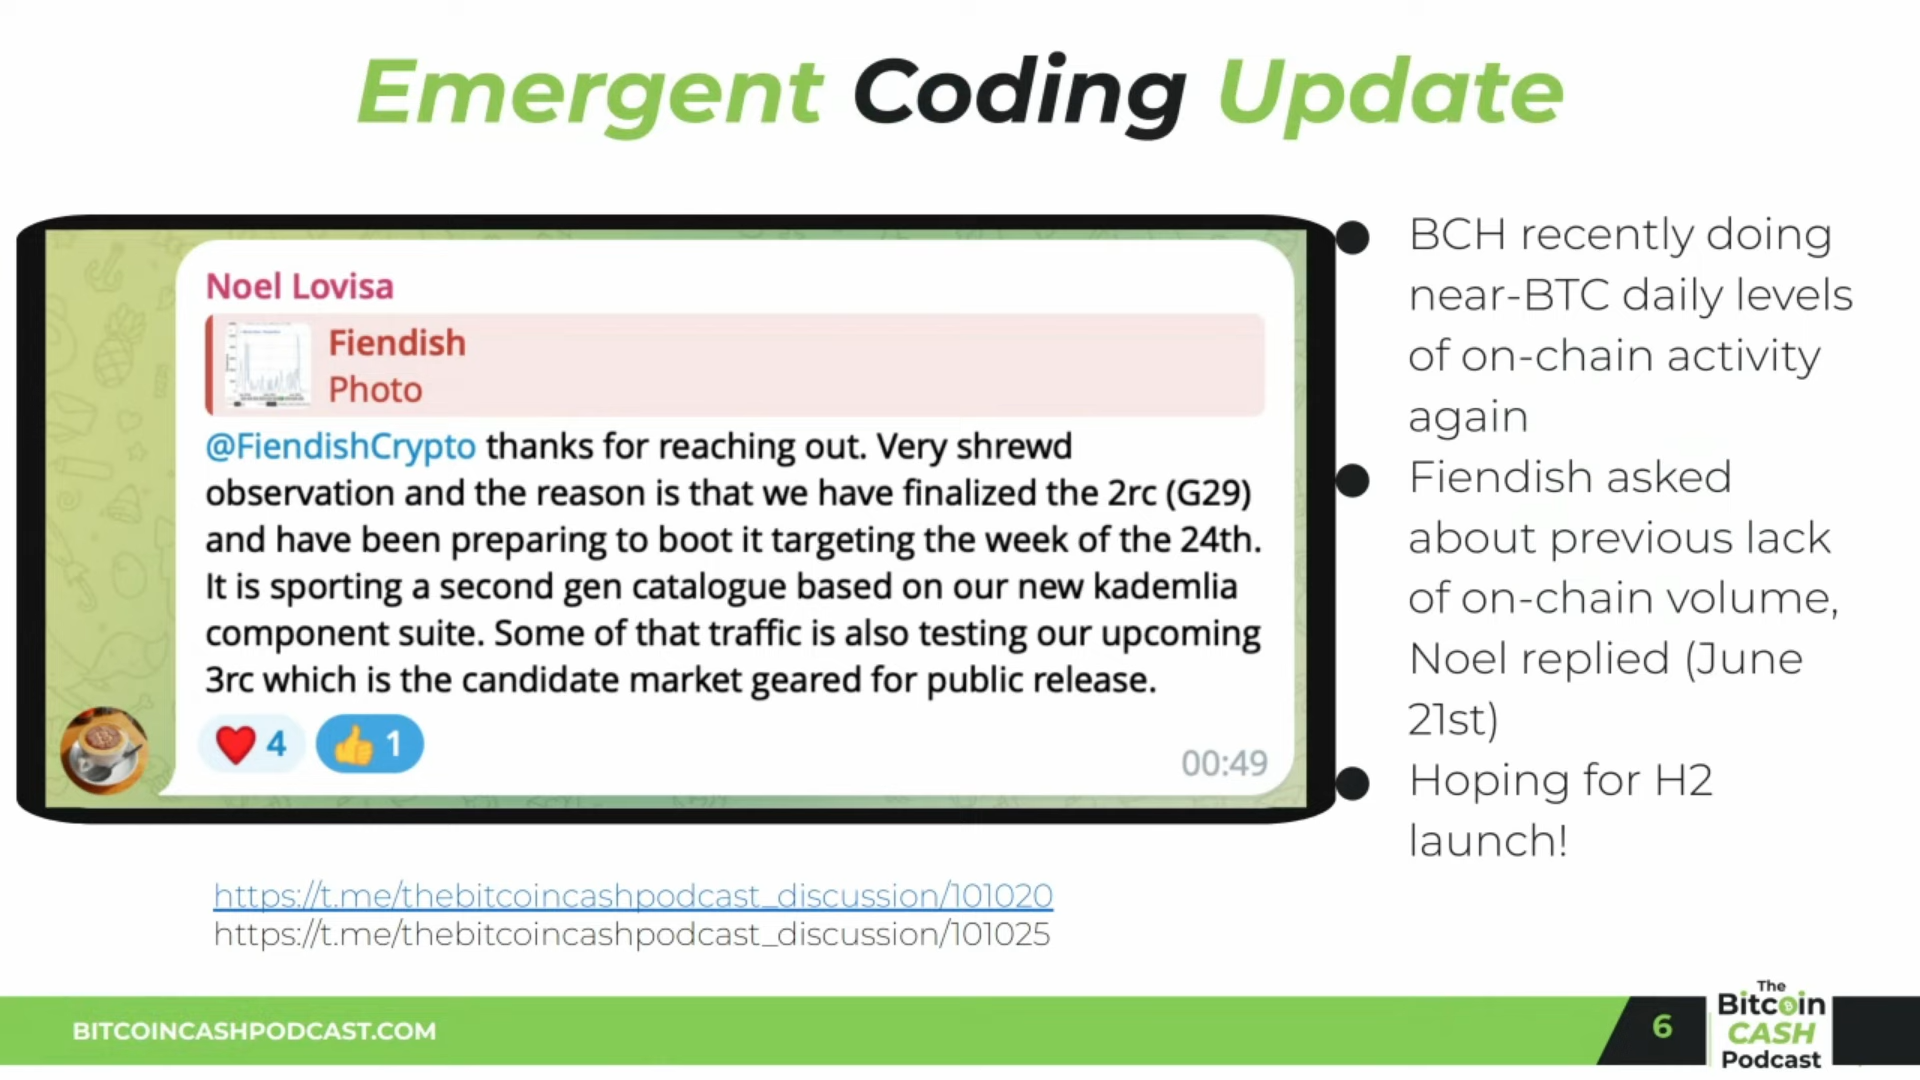 Emergent Coding Update
Noel Lovisa
Fiendish
Photo
@FiendishCrypto thanks for reaching out. Very shrewd
observation and the reason is that we have finalized the 2rc (G29)
and have been preparing to boot it targeting the week of the 24th.
It is sporting a second gen catalogue based on our new kademlia
component suite. Some of that traffic is also testing our upcoming
3rc which is the candidate market geared for public release.
4
1
00:49
https://t.me/thebitcoincashpodcast_discussion/101020
https://t.me/thebitcoincashpodcast_discussion/101025
BCH recently doing
near-BTC daily levels
of on-chain activity
again
Fiendish asked
about previous lack
of on-chain volume,
Noel replied (June
21st)
Hoping for H2
launch!
BITCOINCASHPODCAST.COM
6
The
Bitcoin
CASH
Podcast